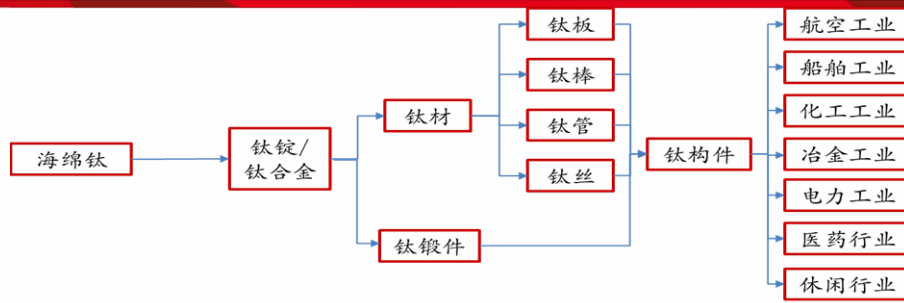 海绵钛
钛锭/
钛合金
钛材
钛锻件
钛板
钛棒
钛管
钛丝
钛构件
航空工业
船舶工业
化工工业
冶金工业
电力工业
医药行业
休闲行业